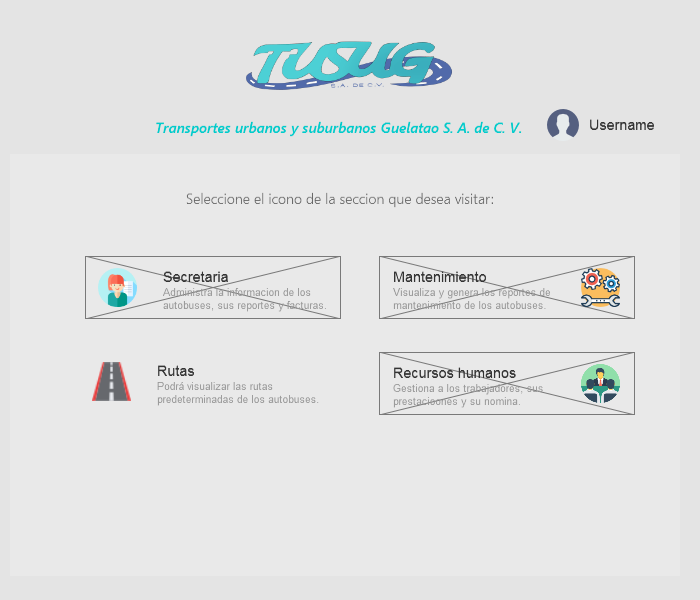 TUSUG
S.A. DE C.V.
Transportes urbanos y suburbanos Guelatao S. A. de C. V.
Username
Seleccione el icono de la seccion que desea visitar:
Secretaria
Administra la informacion de los
autobuses, sus reportes y facturas.
Mantenimiento
Visualiza y genera los reportes de
mantenimiento de los autobuses.
Rutas
Podrá visualizar las rutas
predeterminadas de los autobuses.
Recursos humanos
Gestiona a los trabajadores, sus
prestaciones y su nomina.